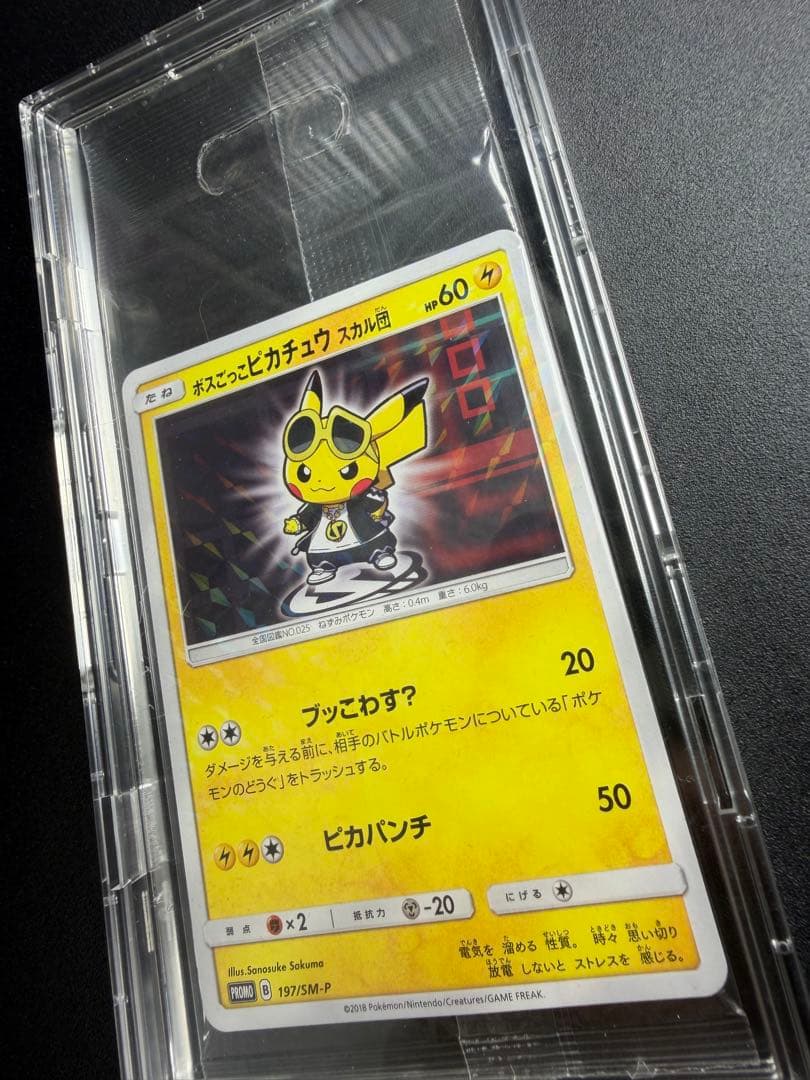 たね ボスごっこピカチュウ スカル団 HP60
全国図鑑NO.025 ねずみポケモン 高さ:0.4m 重さ:6.0kg
ブッこわす? 20
ダメージを与える前に、相手のバトルポケモンについている「ポケ
モンのどうぐ」をトラッシュする。
ピカパンチ 50
弱点 ×2 抵抗力 -20 にげる
電気を 溜める 性質。 時々 思い切り
放電 しないと ストレスを 感じる。
Illus.Sanosuke Sakuma
PROMO B 197/SM-P
©2018 Pokémon/Nintendo/Creatures/GAME FREAK.